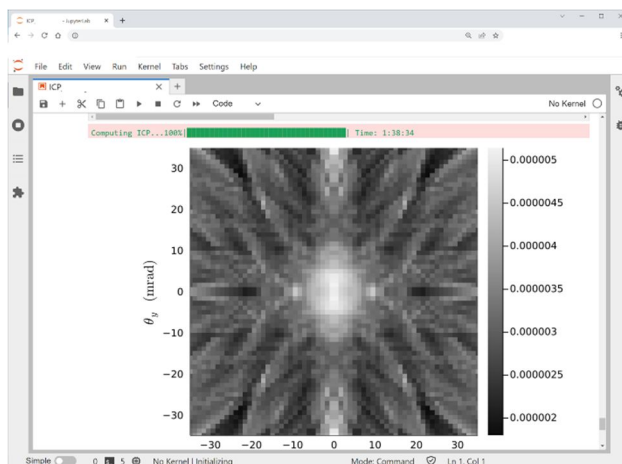 ICP, - JupyterLab
File Edit View Run Kernel Tabs Settings Help
ICP.
Code No Kernel
Computing ICP...100% Time: 1:38:34
30
20
10
0
−10
−20
−30
θy (mrad)
−30 −20 −10 0 10 20 30
0.000005
0.0000045
0.000004
0.0000035
0.000003
0.0000025
0.000002
Simple 0 5 No Kernel | Initializing Mode: Command Ln 1, Col 1